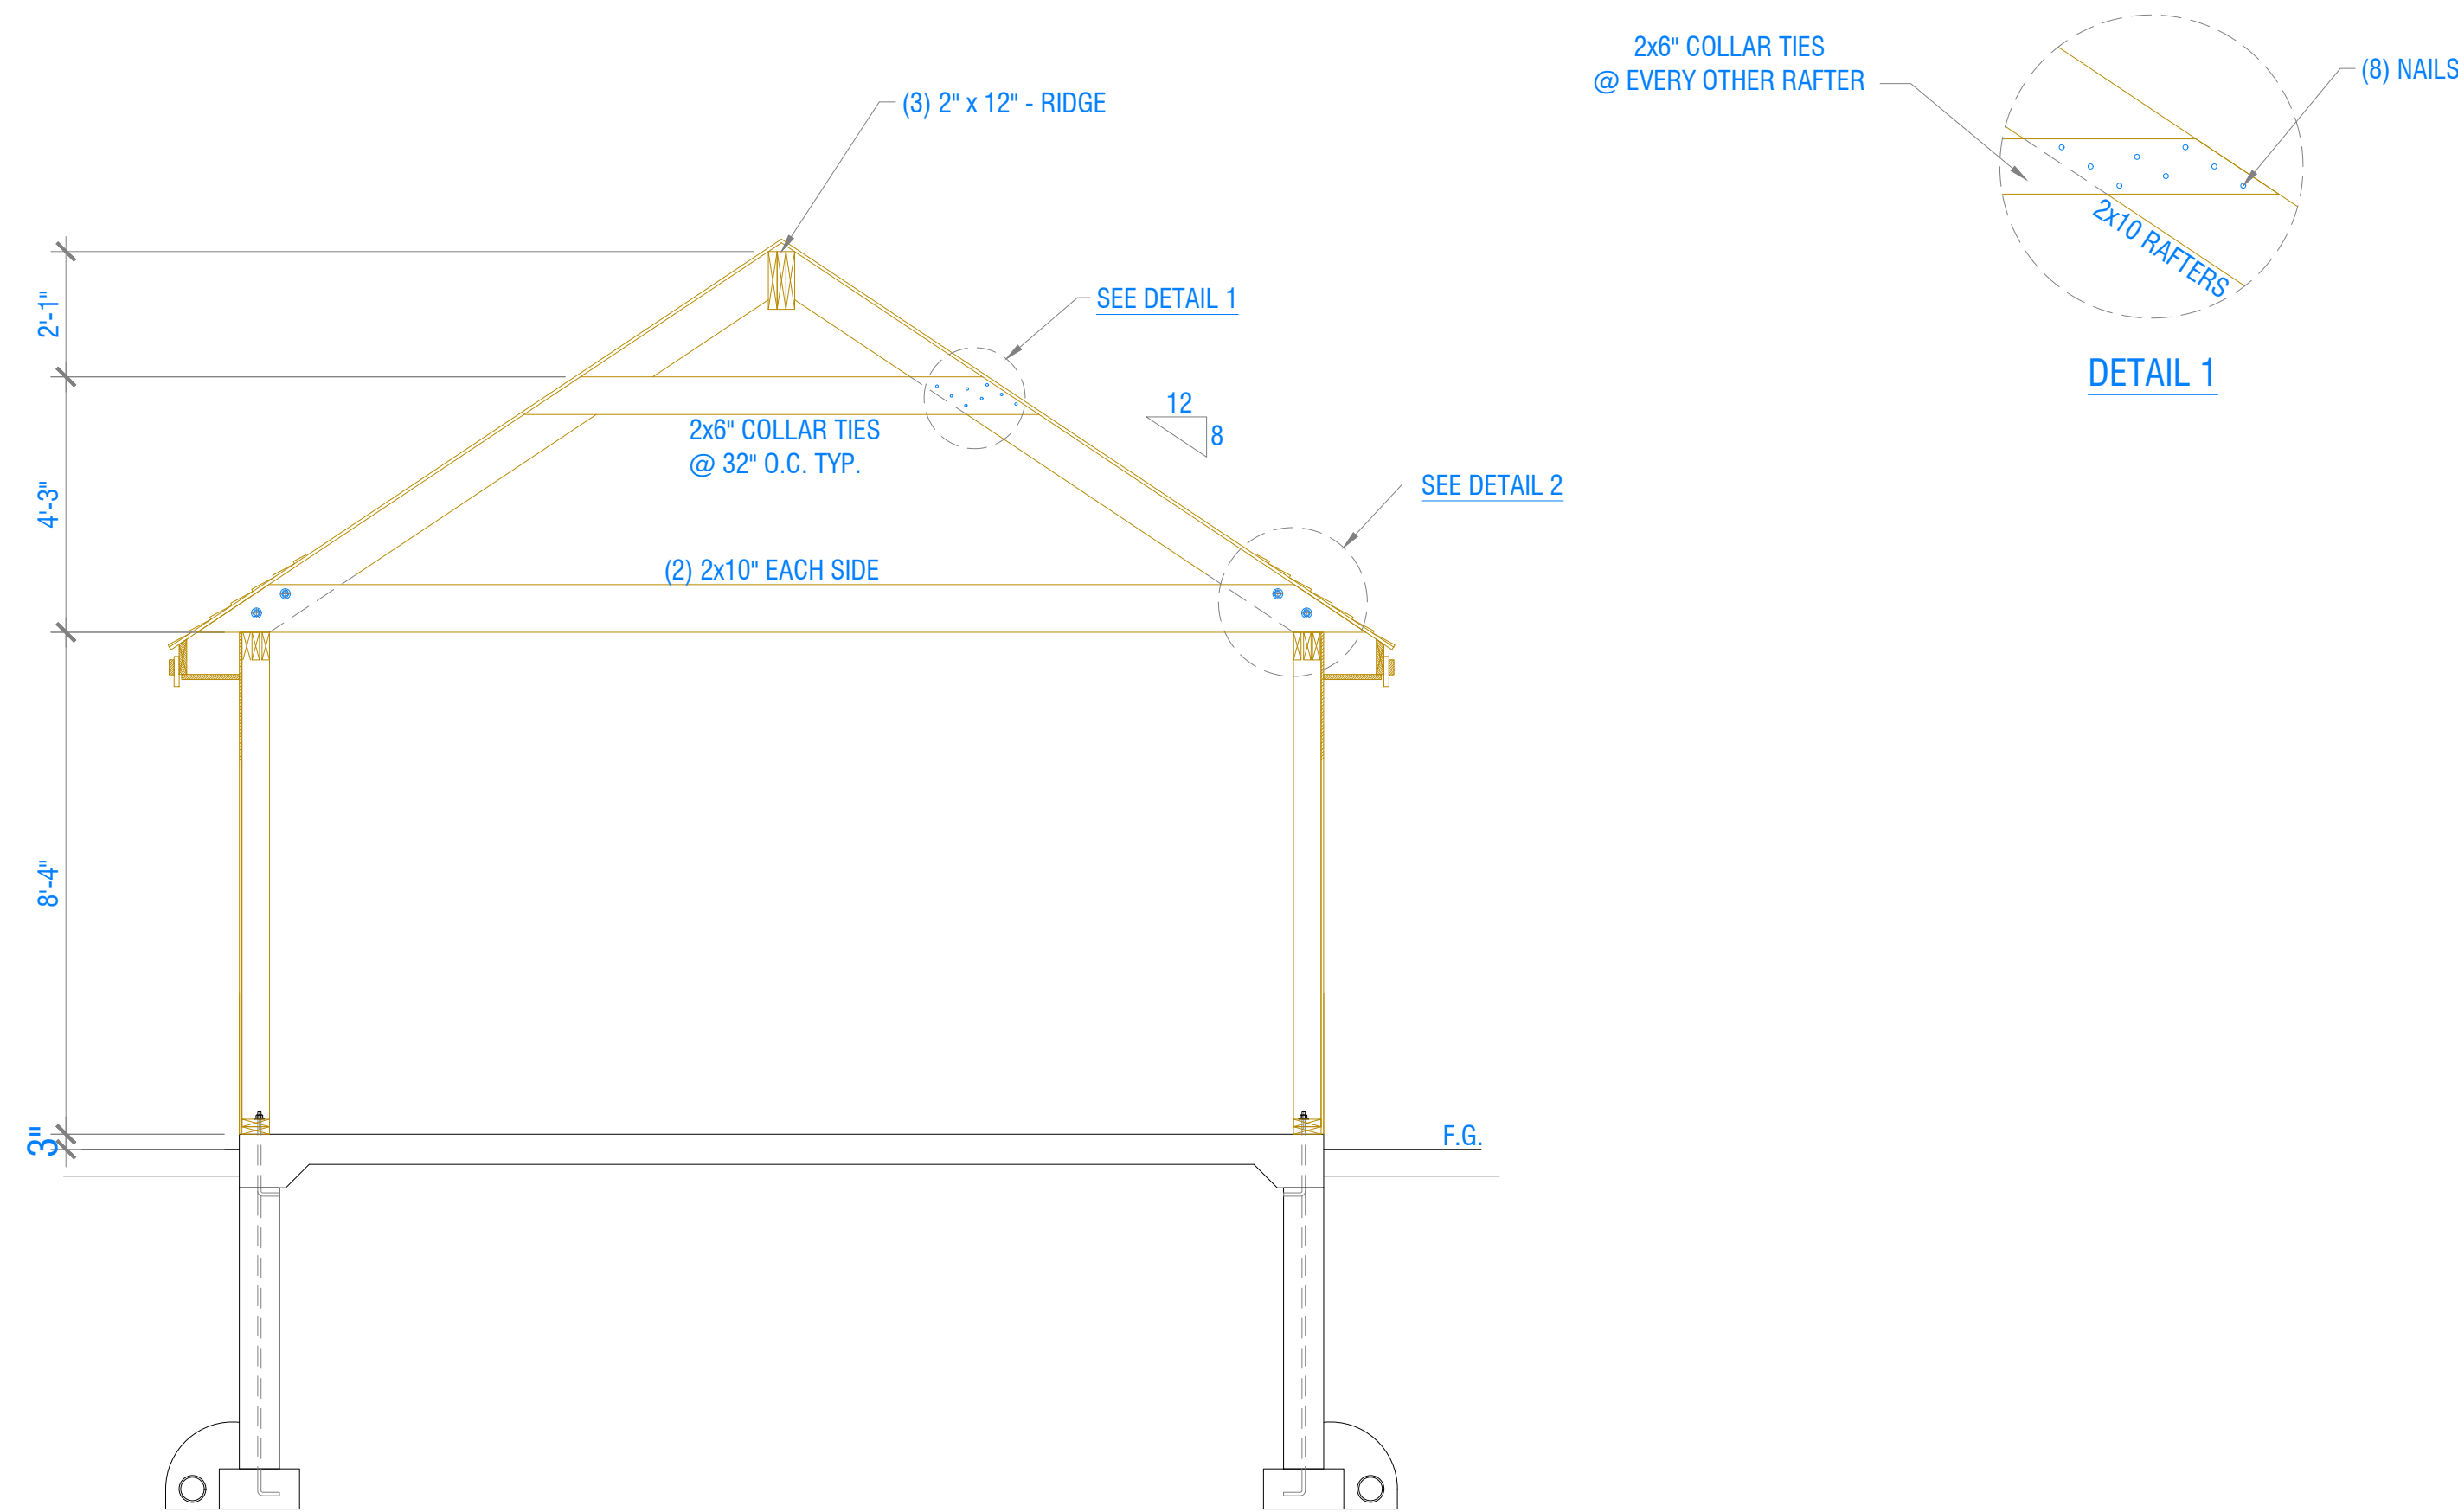 2x6" COLLAR TIES
@ EVERY OTHER RAFTER
(8) NAILS
(3) 2" x 12" - RIDGE
2x10 RAFTERS
DETAIL 1
2'-1"
SEE DETAIL 1
12
8
2x6" COLLAR TIES
@ 32" O.C. TYP.
4'-3"
SEE DETAIL 2
(2) 2x10" EACH SIDE
8'-4"
3"
F.G.